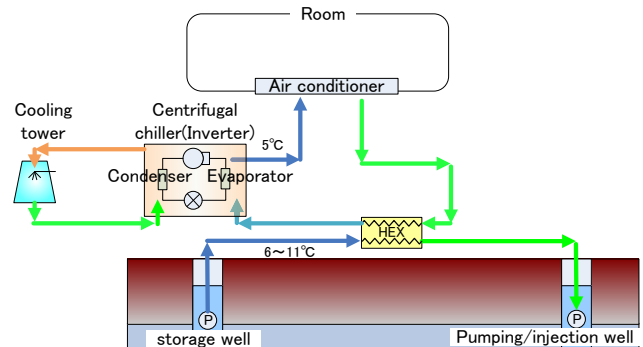 Room
Air conditioner
Cooling
tower
Centrifugal
chiller(Inverter)
5℃
Condenser
Evaporator
HEX
6～11℃
P
P
storage well
Pumping/injection well